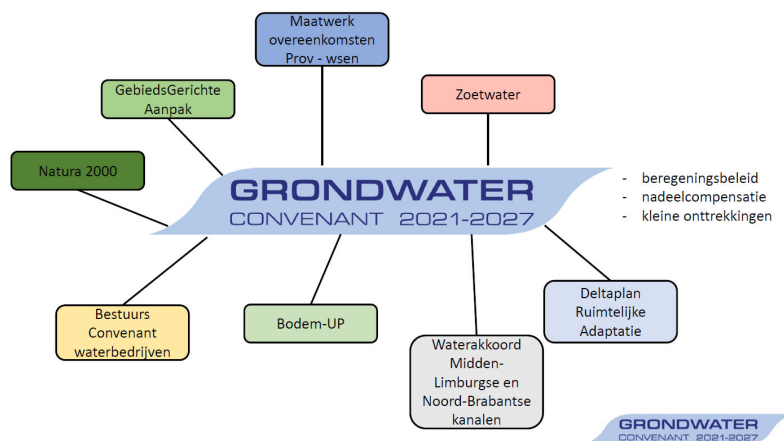 Maatwerk
overeenkomsten
Prov - wsen
GebiedsGerichte
Aanpak
Zoetwater
Natura 2000
GRONDWATER
CONVENANT 2021-2027
- beregeningsbeleid
- nadeelcompensatie
- kleine onttrekkingen
Bestuurs
Convenant
waterbedrijven
Bodem-UP
Waterakkoord
Midden-
Limburgse en
Noord-Brabantse
kanalen
Deltaplan
Ruimtelijke
Adaptatie
GRONDWATER
CONVENANT 2021-2027